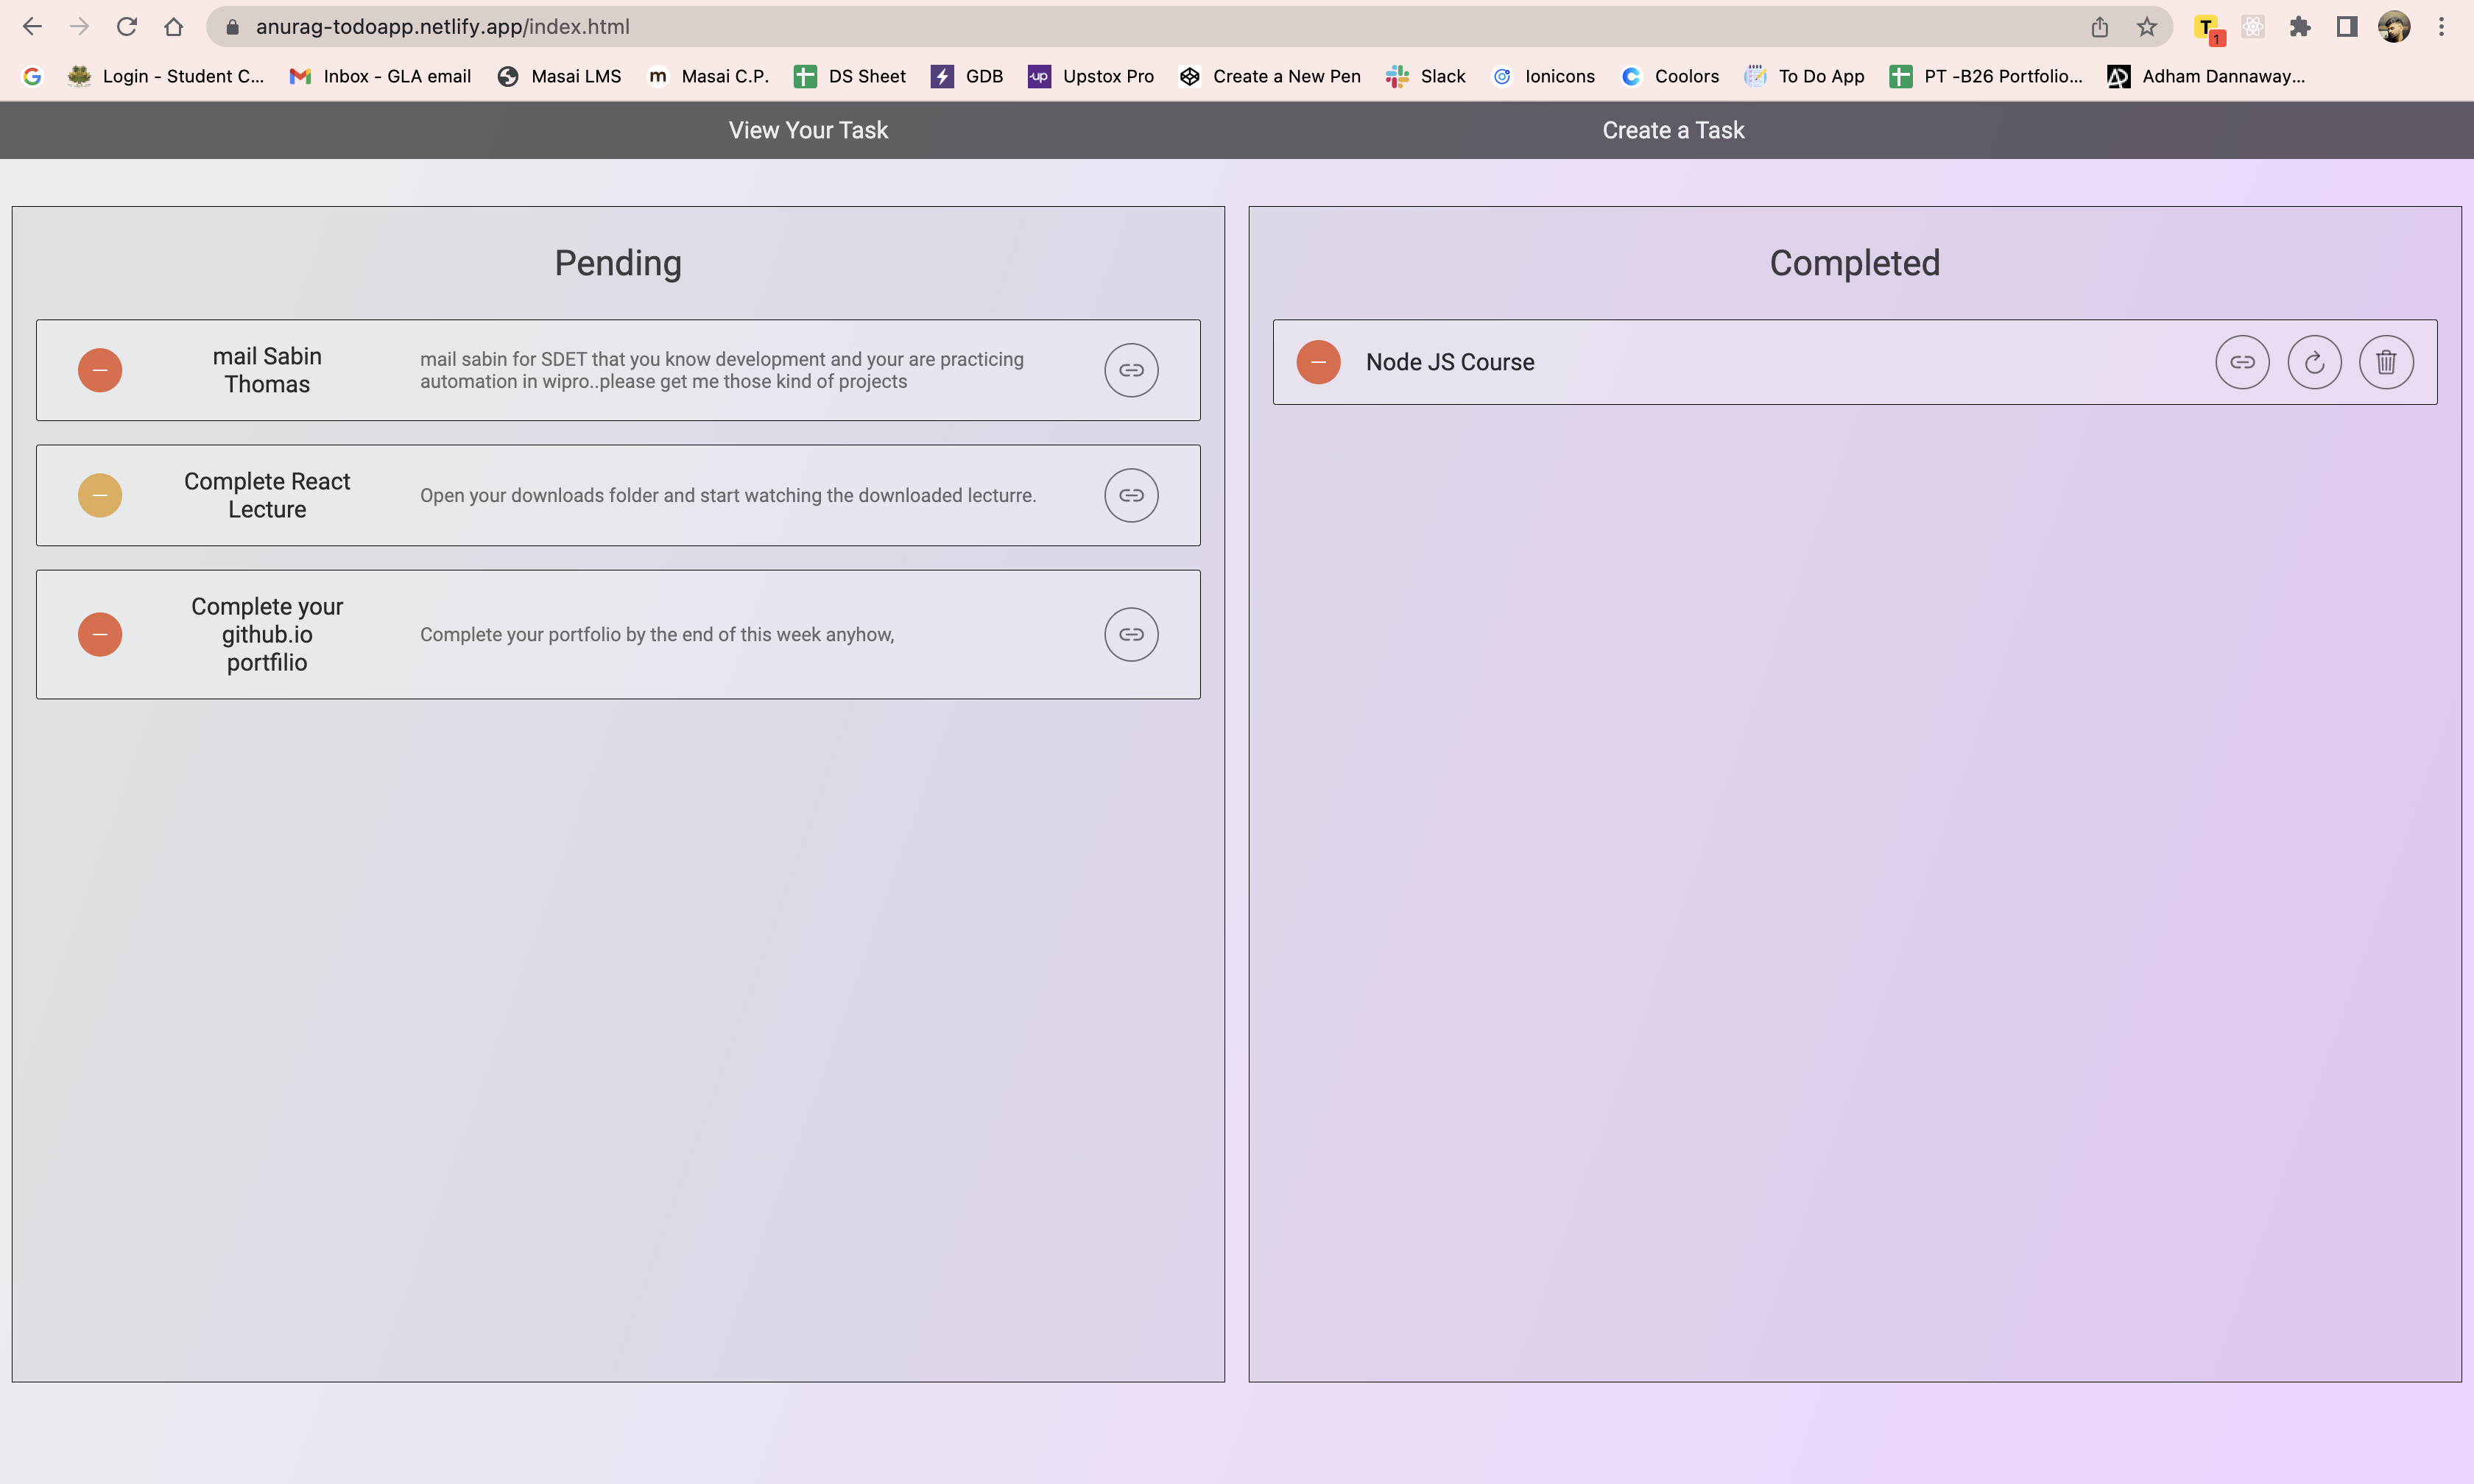 anurag-todoapp.netlify.app/index.html
T
1
G
Login - Student C...
Inbox - GLA email
Masai LMS
m
Masai C.P.
DS Sheet
GDB
up
Upstox Pro
Create a New Pen
Slack
Ionicons
Coolors
To Do App
PT -B26 Portfolio...
Adham Dannaway...
View Your Task
Create a Task
Pending
mail Sabin
Thomas
mail sabin for SDET that you know development and your are practicing
automation in wipro..please get me those kind of projects
Complete React
Lecture
Open your downloads folder and start watching the downloaded lecturre.
Complete your
github.io
portfilio
Complete your portfolio by the end of this week anyhow,
Completed
Node JS Course